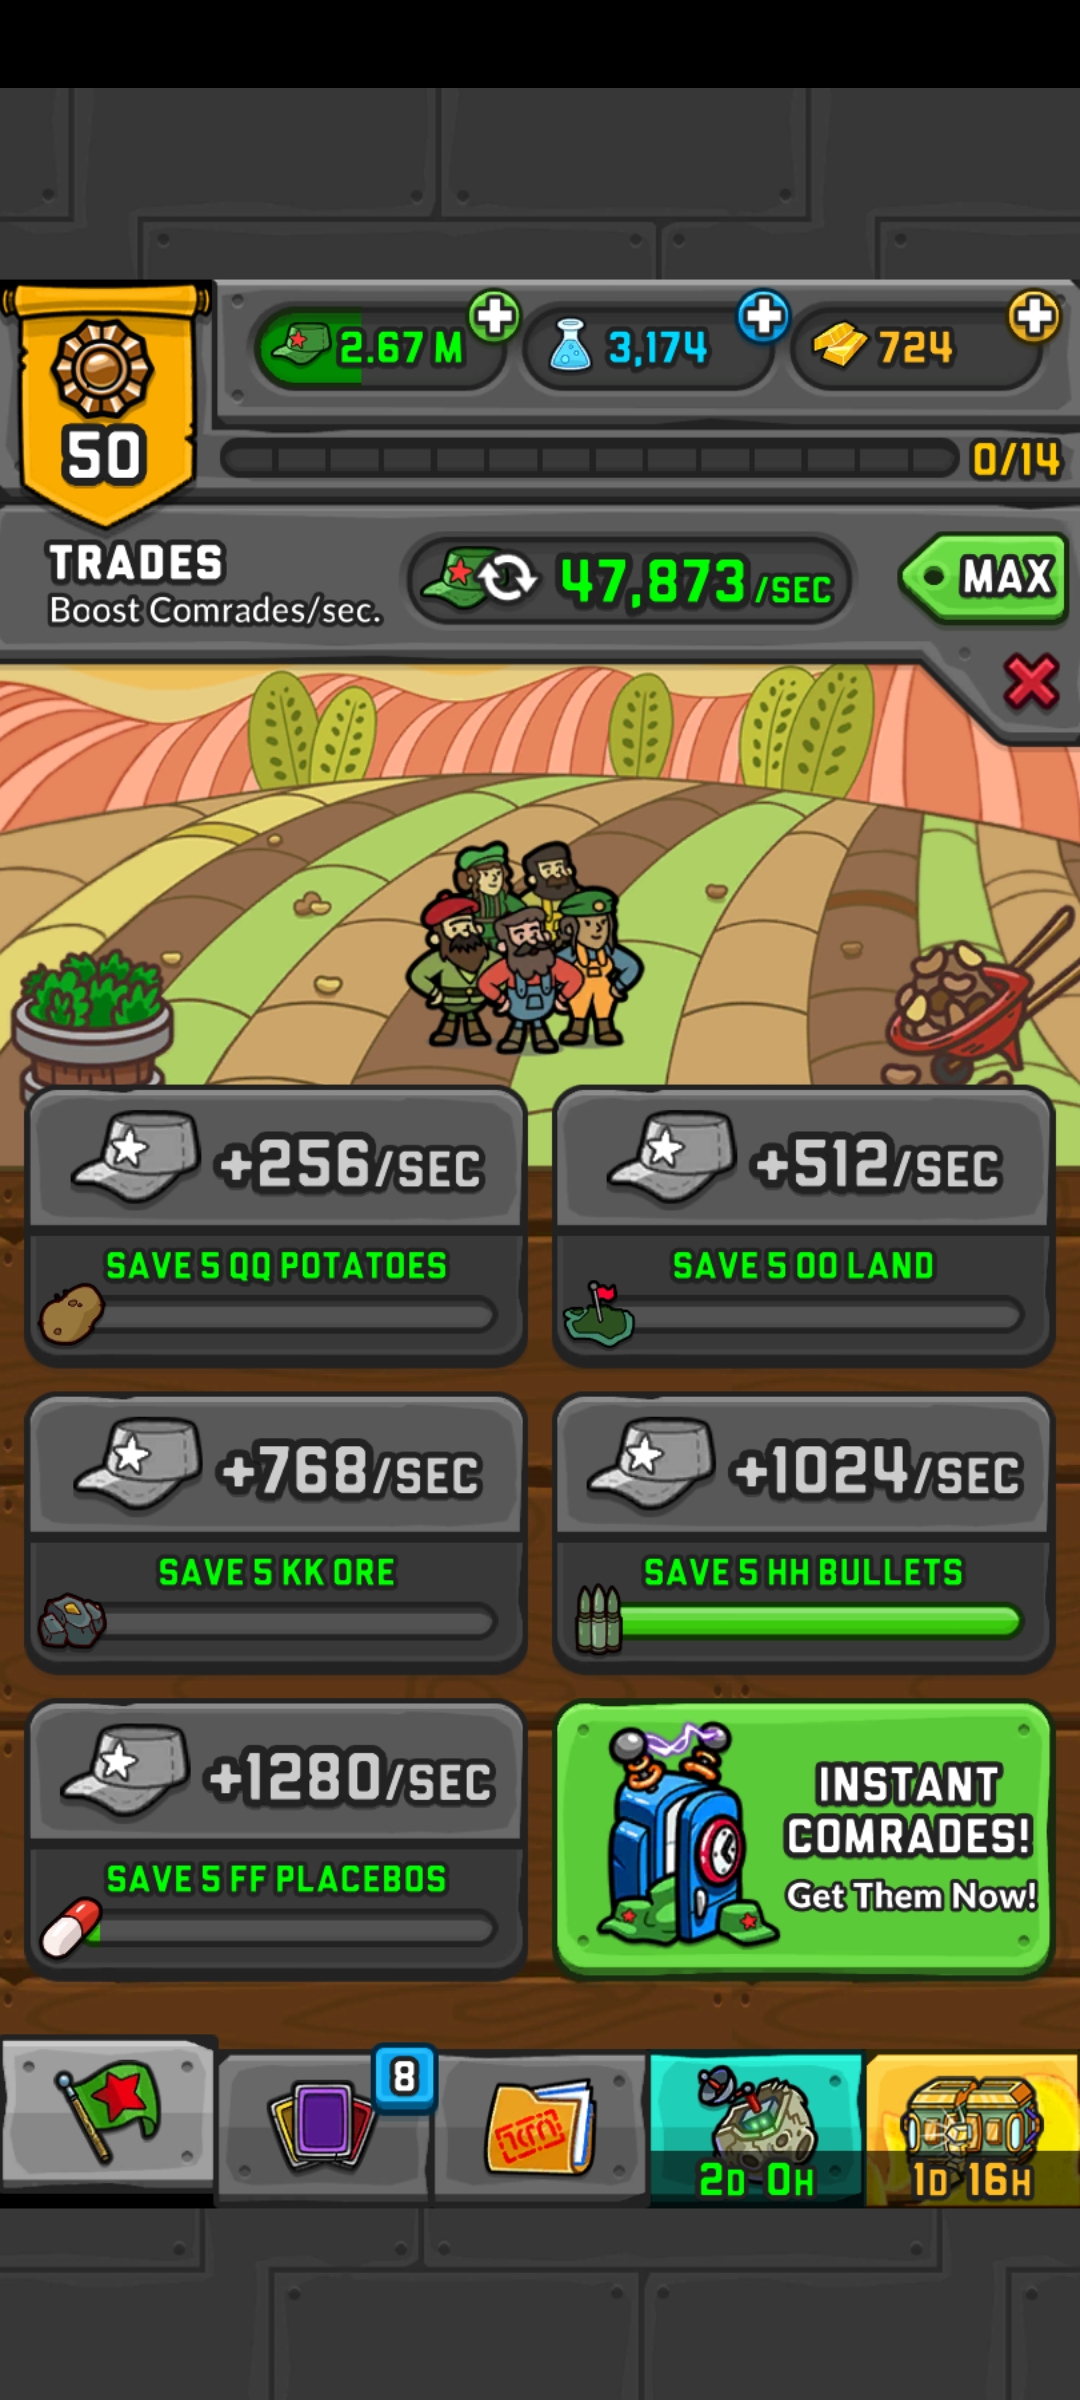 2.67 M
3,174
724
50
0/14
TRADES
Boost Comrades/sec.
47,873/SEC
MAX
+256/SEC
SAVE 5 QQ POTATOES
+512/SEC
SAVE 5 OO LAND
+768/SEC
SAVE 5 KK ORE
+1024/SEC
SAVE 5 HH BULLETS
+1280/SEC
SAVE 5 FF PLACEBOS
INSTANT
COMRADES!
Get Them Now!
8
2D 0H
1D 16H